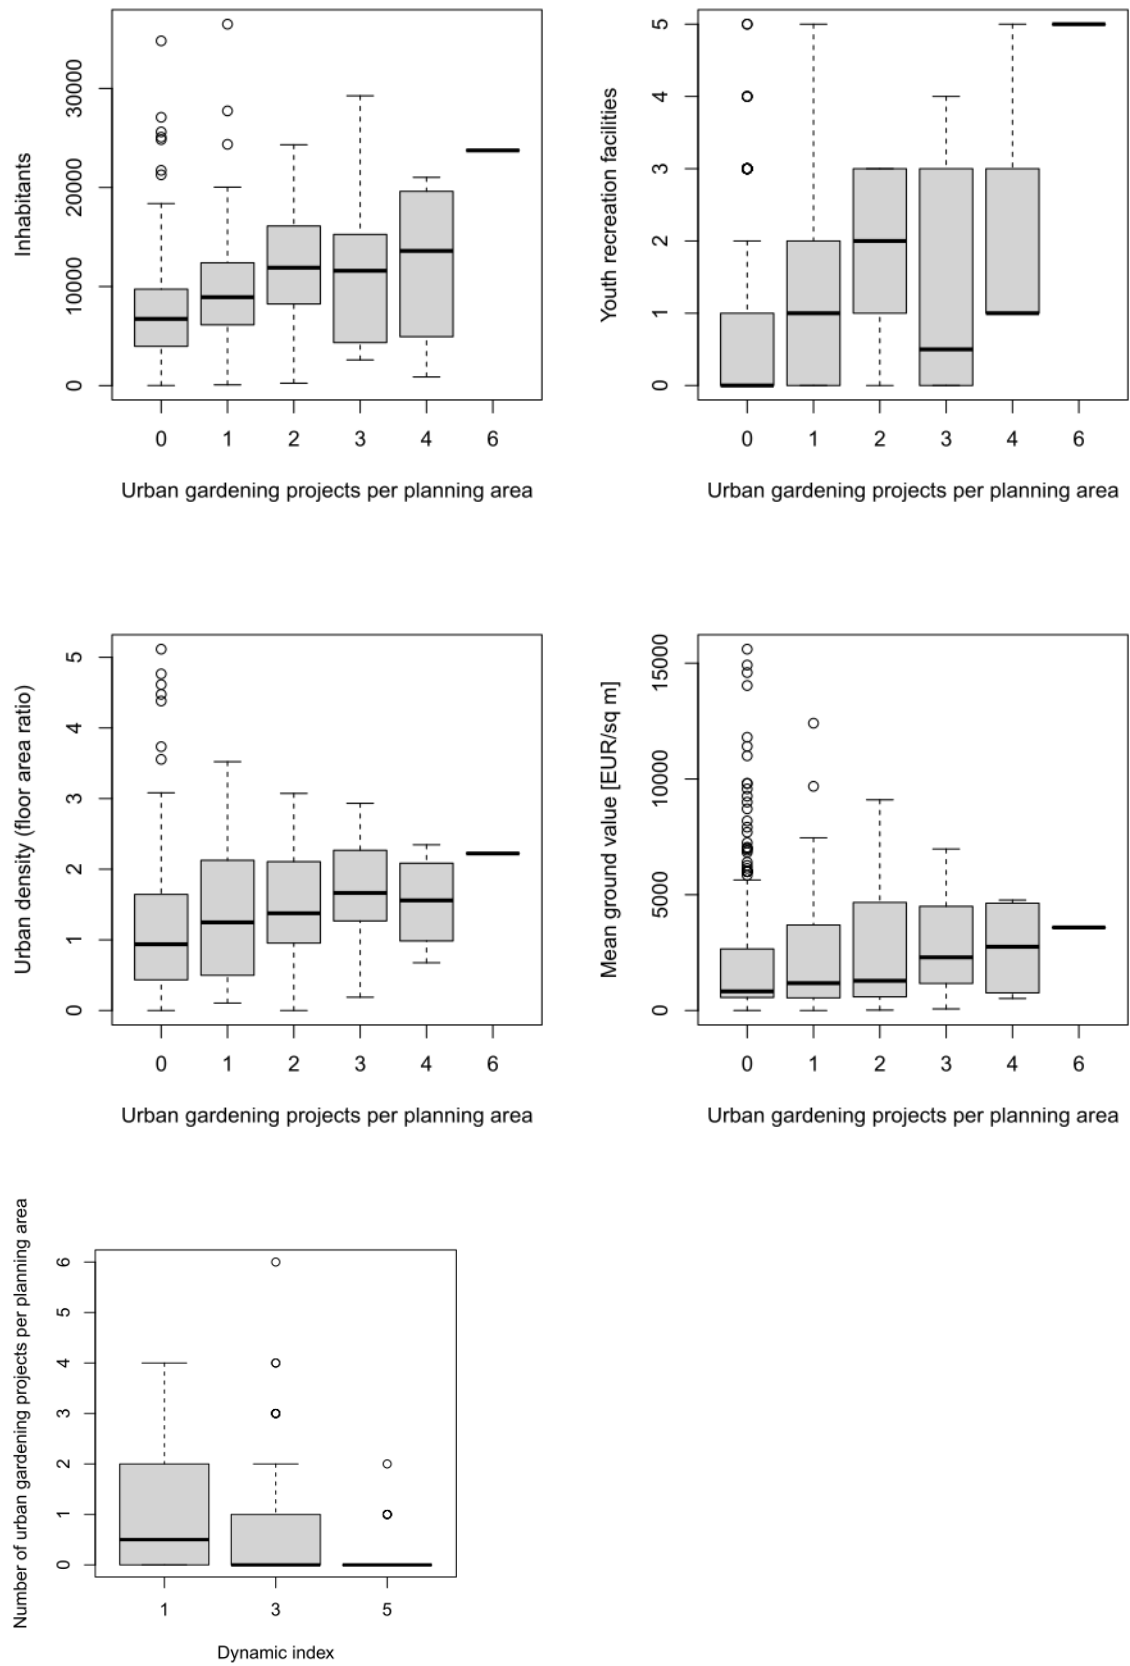 Inhabitants
0 10000 20000 30000
0 1 2 3 4 6
Urban gardening projects per planning area
Youth recreation facilities
0 1 2 3 4 5
0 1 2 3 4 6
Urban gardening projects per planning area
Urban density (floor area ratio)
0 1 2 3 4 5
0 1 2 3 4 6
Urban gardening projects per planning area
Mean ground value [EUR/sq m]
0 5000 10000 15000
0 1 2 3 4 6
Urban gardening projects per planning area
Number of urban gardening projects per planning area
0 1 2 3 4 5 6
1 3 5
Dynamic index